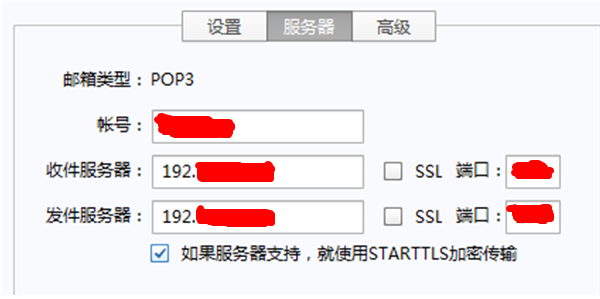 设置 服务器 高级
邮箱类型：POP3
帐号：
收件服务器：192. SSL 端口：
发件服务器：192. SSL 端口：
如果服务器支持，就使用STARTTLS加密传输